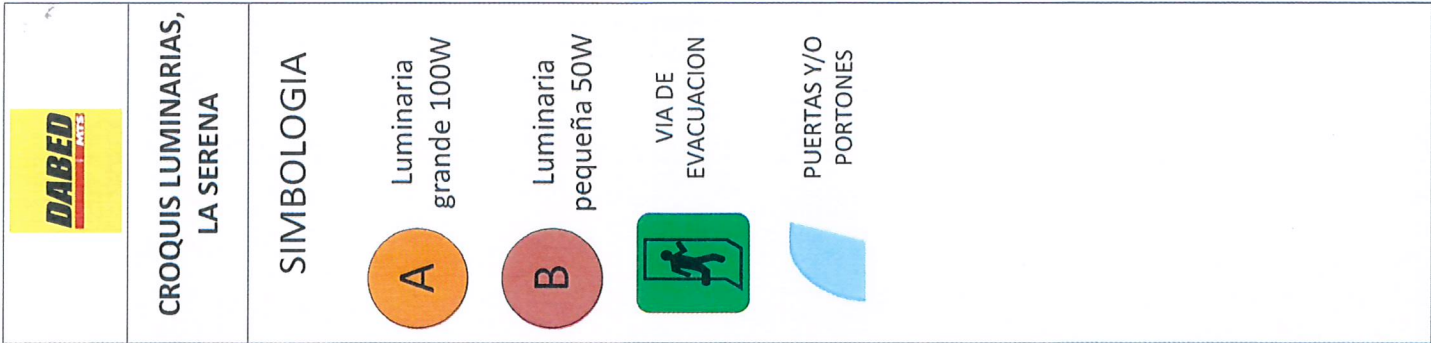 DABED
MTS
CROQUIS LUMINARIAS,
LA SERENA
SIMBOLOGIA
A
Luminaria
grande 100W
B
Luminaria
pequeña 50W
VIA DE
EVACUACION
PUERTAS Y/O
PORTONES